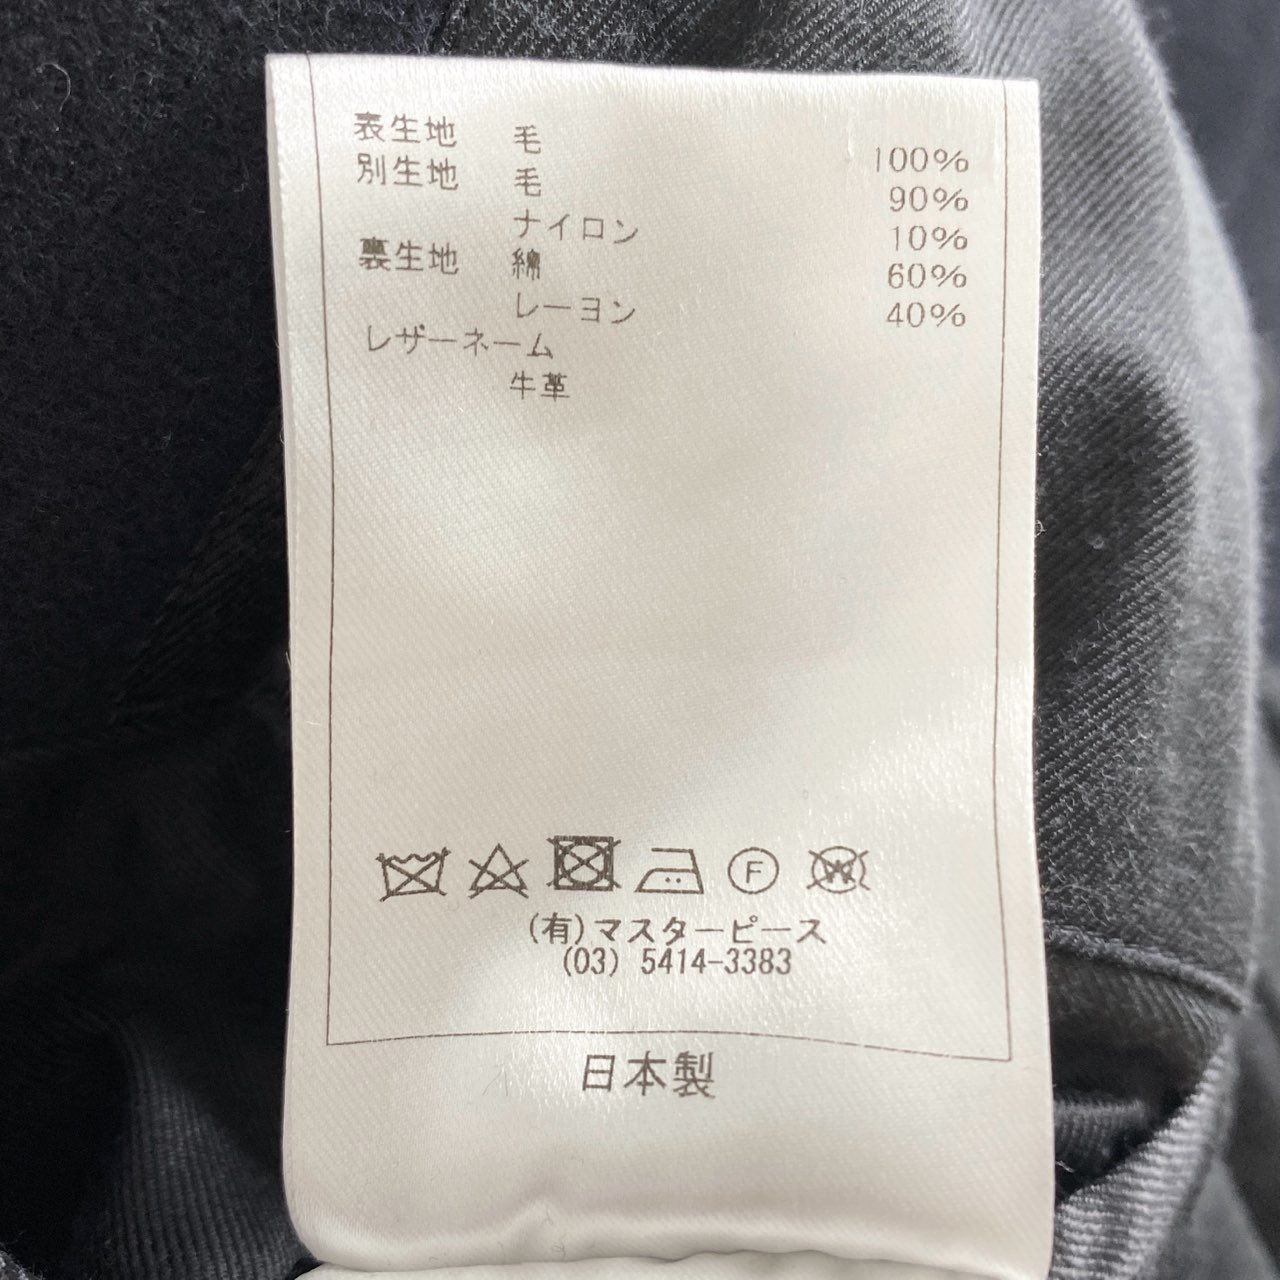 表生地 毛 100%
別生地 毛 90%
ナイロン 10%
裏生地 綿 60%
レーヨン 40%
レザーネーム
牛革
F W
(有)マスターピース
(03) 5414-3383
日本製